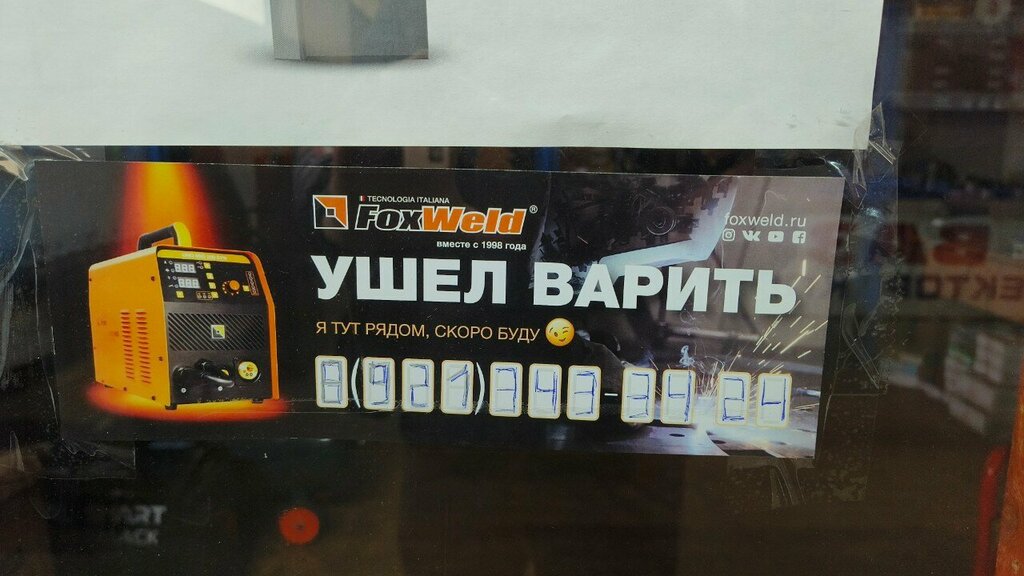 TECNOLOGIA ITALIANA
FoxWeld®
вместе с 1998 года
foxweld.ru
УШЕЛ ВАРИТЬ
Я ТУТ РЯДОМ, СКОРО БУДУ
8(921)343-34 24